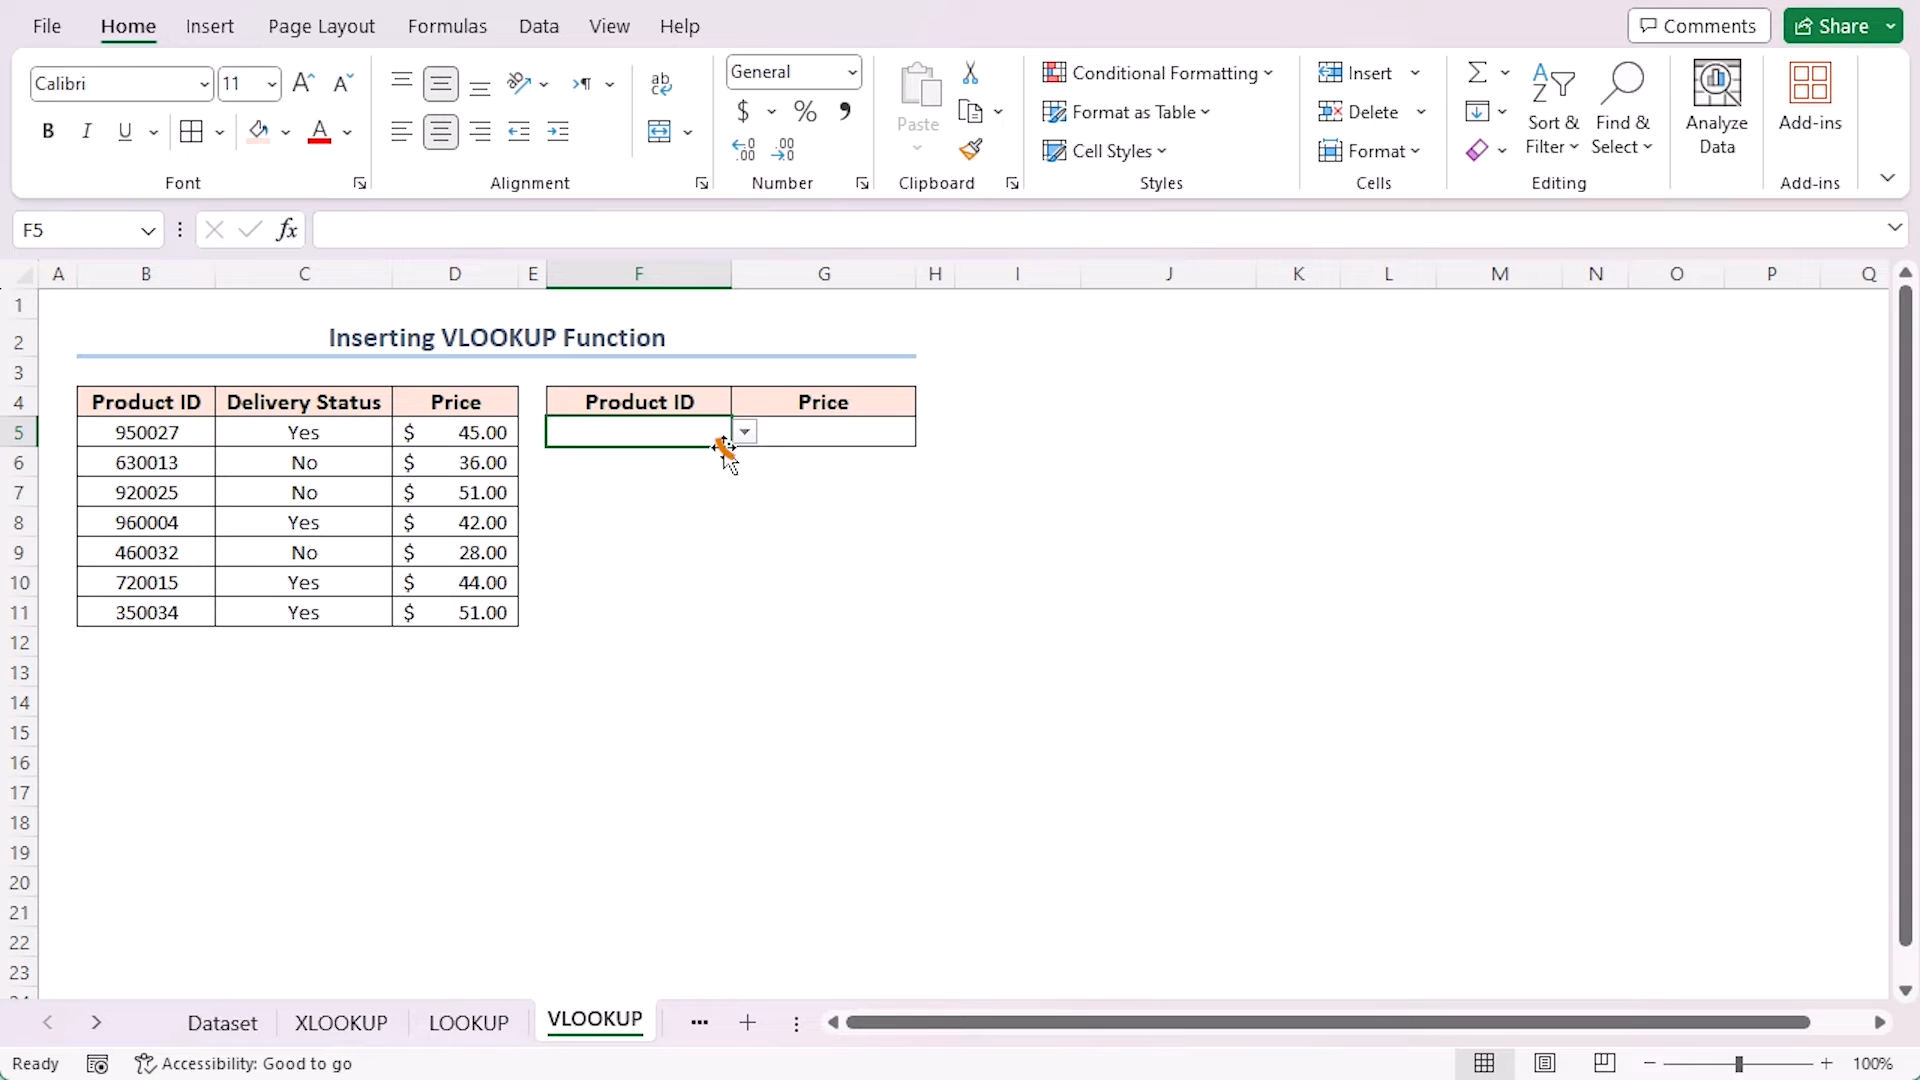 File Home Insert Page Layout Formulas Data View Help Comments Share
Calibri 11 ab General $ % , Paste Conditional Formatting Format as Table Cell Styles Insert Delete Format Sort & Filter Find & Select Analyze Data Add-ins
B I U A
Font Alignment Number Clipboard Styles Cells Editing Add-ins
F5 fx
A B C D E F G H I J K L M N O P Q
1
2 Inserting VLOOKUP Function
3
4 Product ID Delivery Status Price Product ID Price
5 950027 Yes $ 45.00
6 630013 No $ 36.00
7 920025 No $ 51.00
8 960004 Yes $ 42.00
9 460032 No $ 28.00
10 720015 Yes $ 44.00
11 350034 Yes $ 51.00
12
13
14
15
16
17
18
19
20
21
22
23
Dataset XLOOKUP LOOKUP VLOOKUP ... +
Ready Accessibility: Good to go 100%